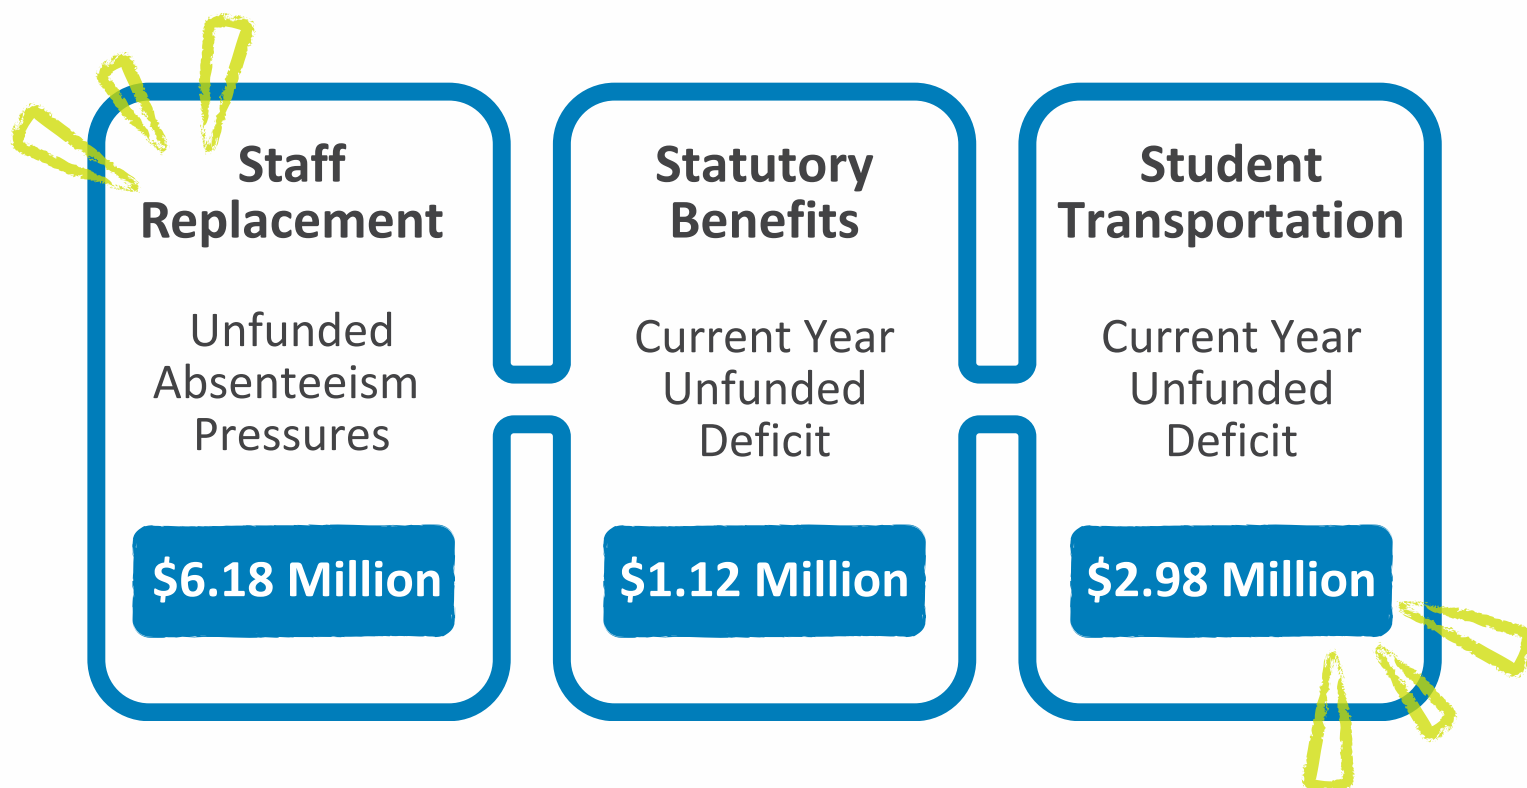 Staff
Replacement
Unfunded
Absenteeism
Pressures
$6.18 Million
Statutory
Benefits
Current Year
Unfunded
Deficit
$1.12 Million
Student
Transportation
Current Year
Unfunded
Deficit
$2.98 Million